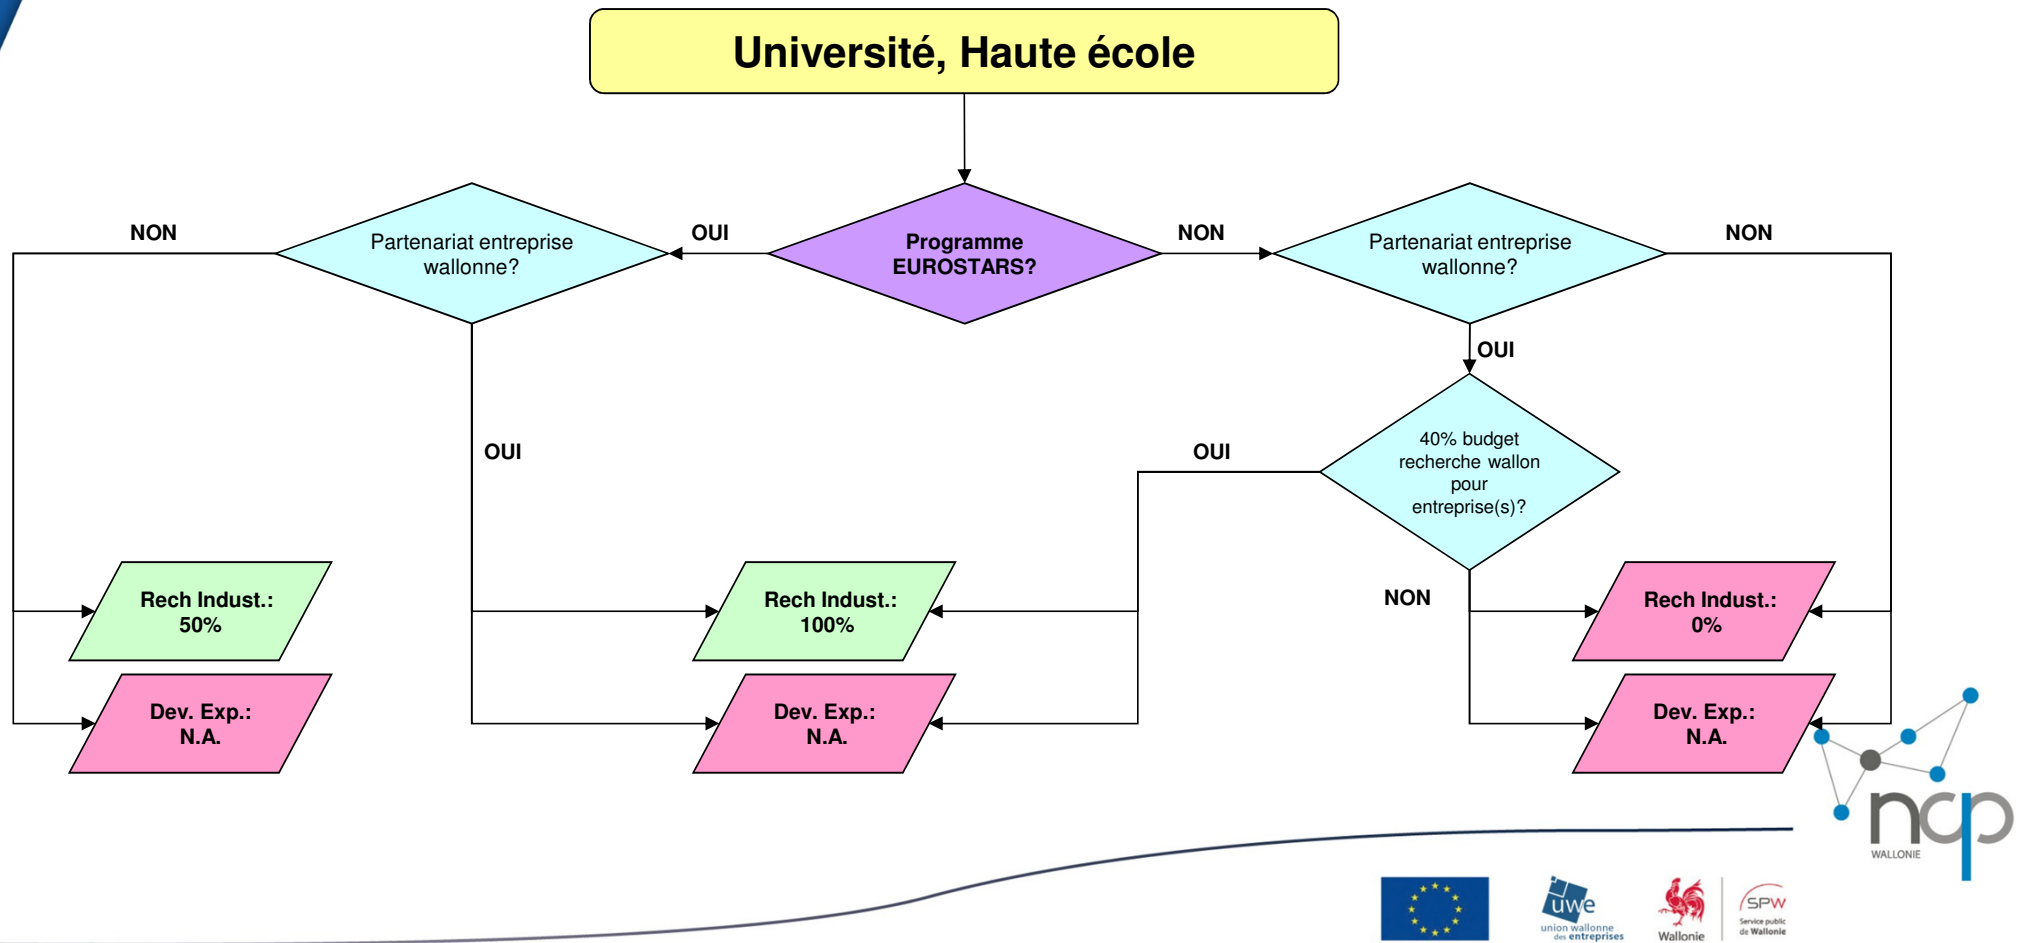 Université, Haute école
NON
Partenariat entreprise
wallonne?
OUI
Programme
EUROSTARS?
NON
Partenariat entreprise
wallonne?
NON
OUI
OUI
OUI
40% budget
recherche wallon
pour
entreprise(s)?
NON
Rech Indust.:
50%
Rech Indust.:
100%
Rech Indust.:
0%
Dev. Exp.:
N.A.
Dev. Exp.:
N.A.
Dev. Exp.:
N.A.
ncp
WALLONIE
uwe
union wallonne
des entreprises
Wallonie
SPW
Service public
de Wallonie